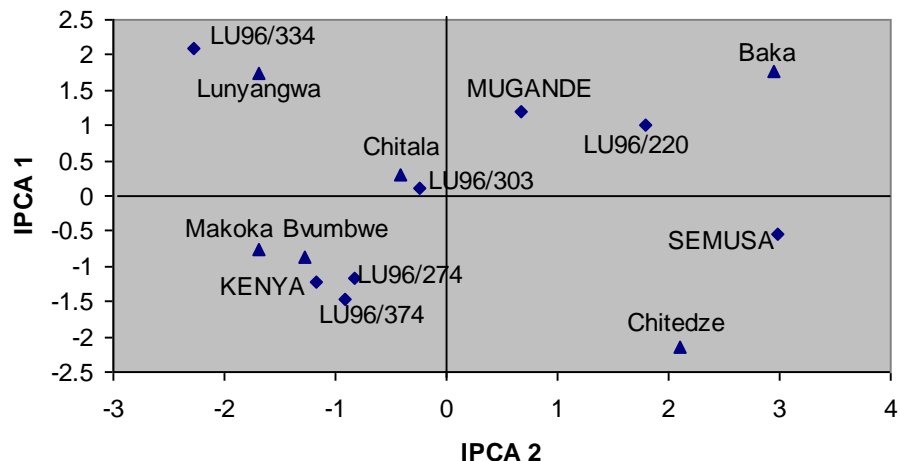 2.5
LU96/334
2
Baka
Lunyangwa
1.5
MUGANDE
1
LU96/220
Chitala
0.5
LU96/303
0
IPCA 1
Makoka Bvumbwe
-0.5
SEMUSA
-1
LU96/274
KENYA
-1.5
LU96/374
Chitedze
-2
-2.5
-3 -2 -1 0 1 2 3 4
IPCA 2